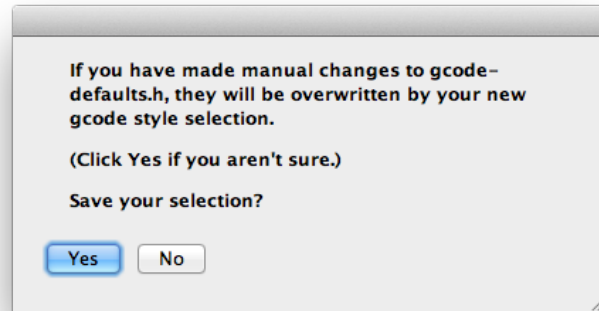 If you have made manual changes to gcode-
defaults.h, they will be overwritten by your new
gcode style selection.
(Click Yes if you aren't sure.)
Save your selection?
Yes
No